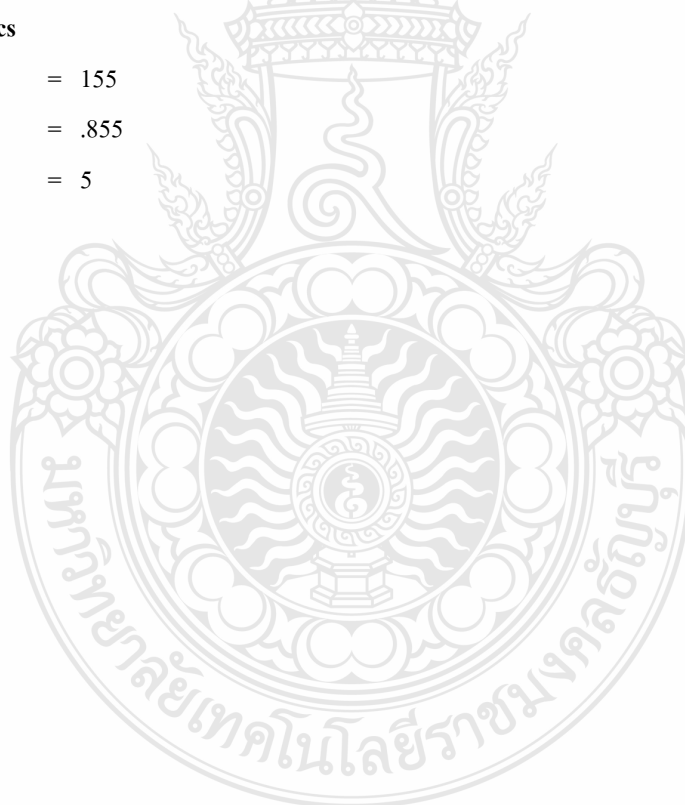 cs
= 155
= .855
= 5
มหาวิทยาลัยเทคโนโลยีราชมงคลธัญบุรี